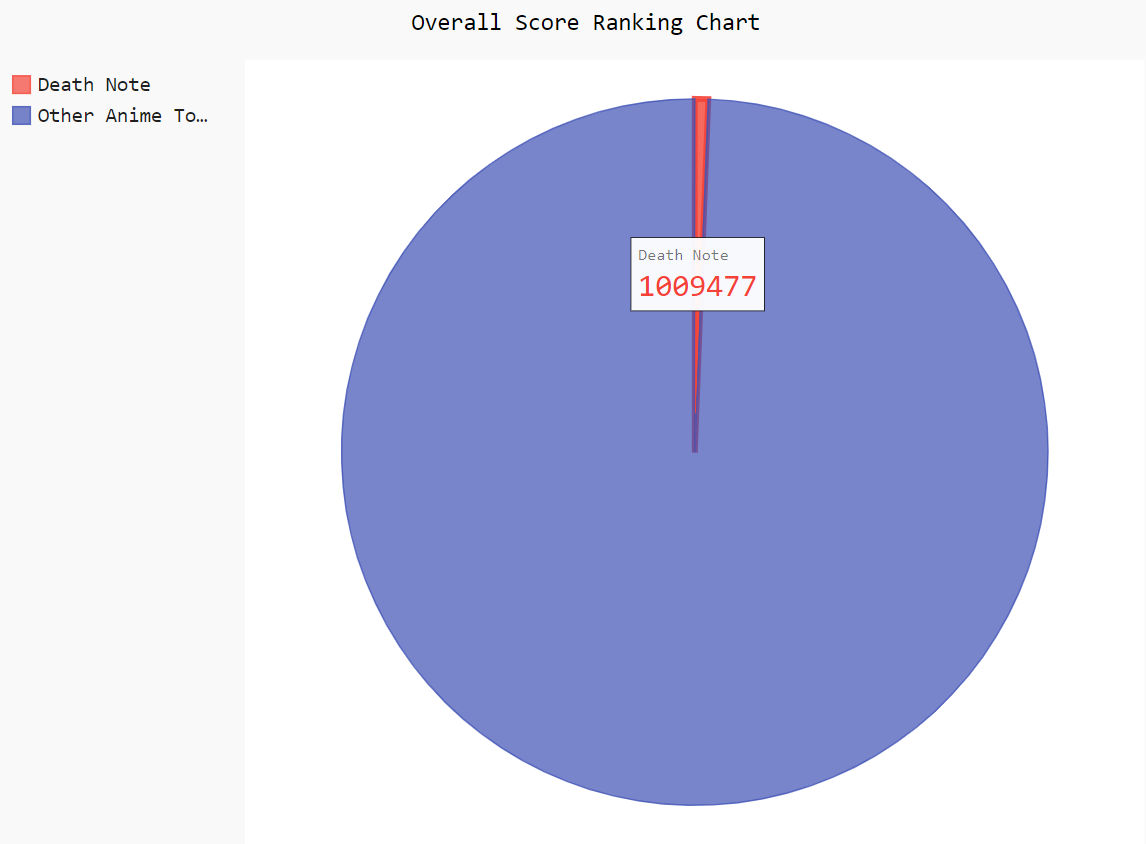 Overall Score Ranking Chart
Death Note
Other Anime To…
Death Note
1009477